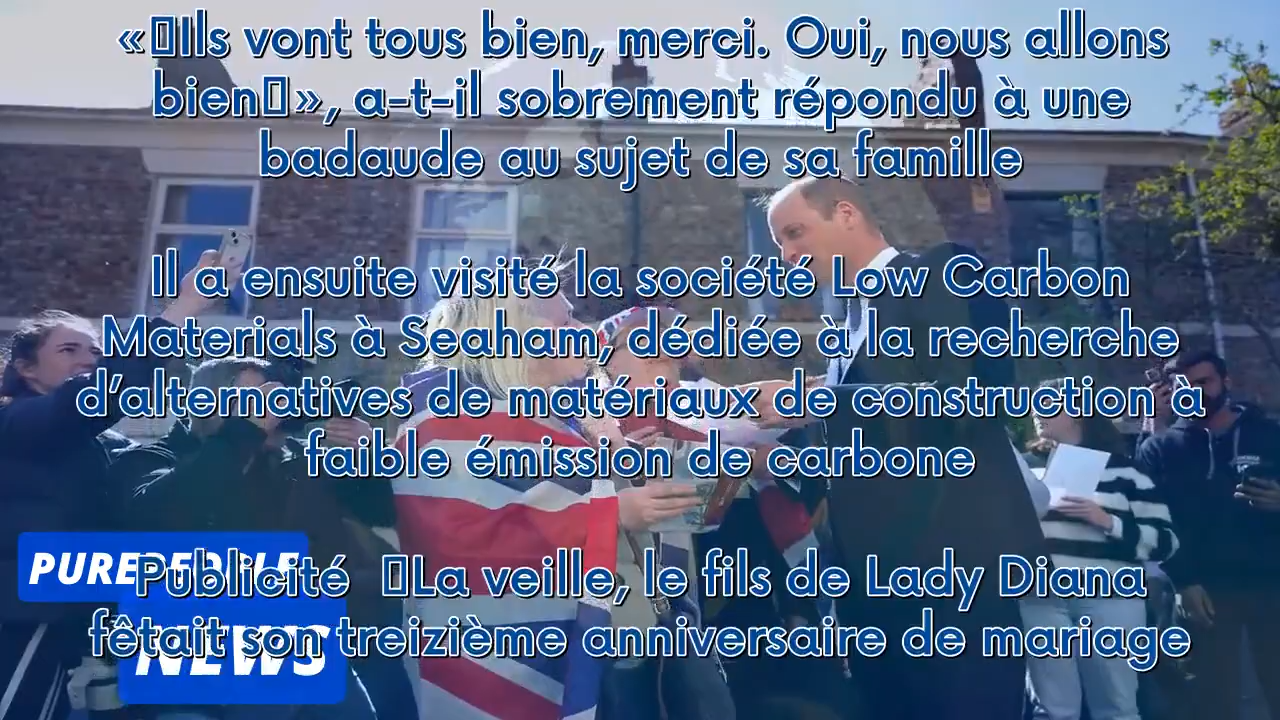 « Ils vont tous bien, merci. Oui, nous allons
bien », a-t-il sobrement répondu à une
badaude au sujet de sa famille
Il a ensuite visité la société Low Carbon
Materials à Seaham, dédiée à la recherche
d’alternatives de matériaux de construction à
faible émission de carbone
PUREPEOPLE
Publicité La veille, le fils de Lady Diana
fêtait son treizième anniversaire de mariage
NEWS